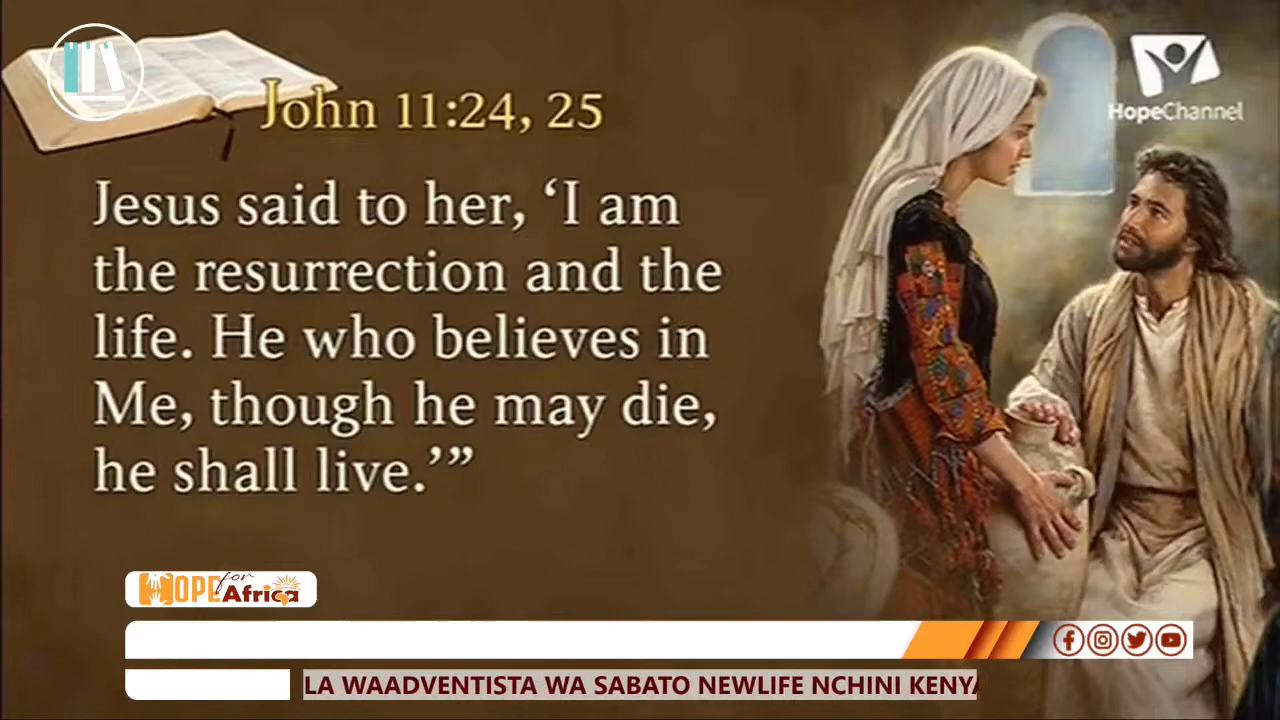 John 11:24, 25
HopeChannel
Jesus said to her, ‘I am
the resurrection and the
life. He who believes in
Me, though he may die,
he shall live.’”
HOPE for Africa
LA WAADVENTISTA WA SABATO NEWLIFE NCHINI KENYA